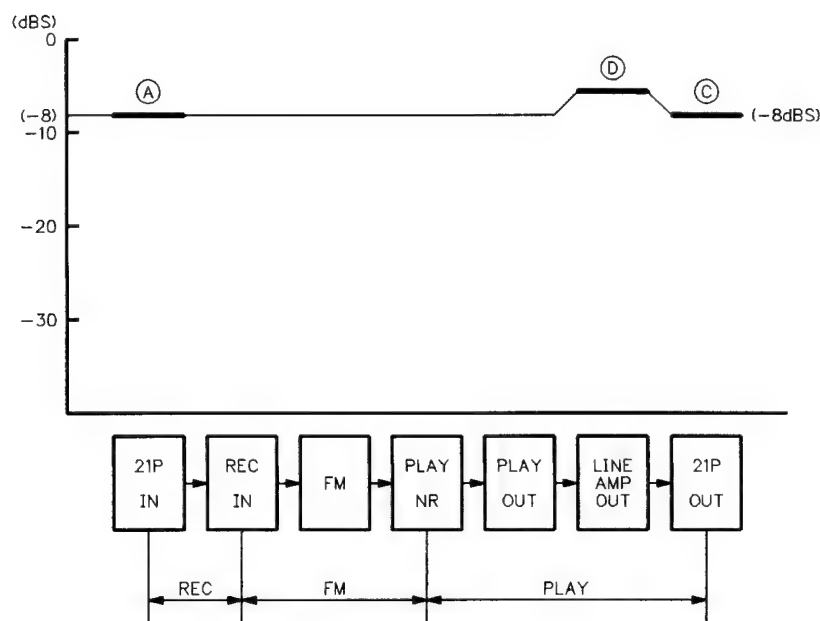 (dBS)
0
(-8)
-10
-20
-30
A
D
C
(-8dBS)
21P
IN
REC
IN
FM
PLAY
NR
PLAY
OUT
LINE
AMP
OUT
21P
OUT
REC
FM
PLAY